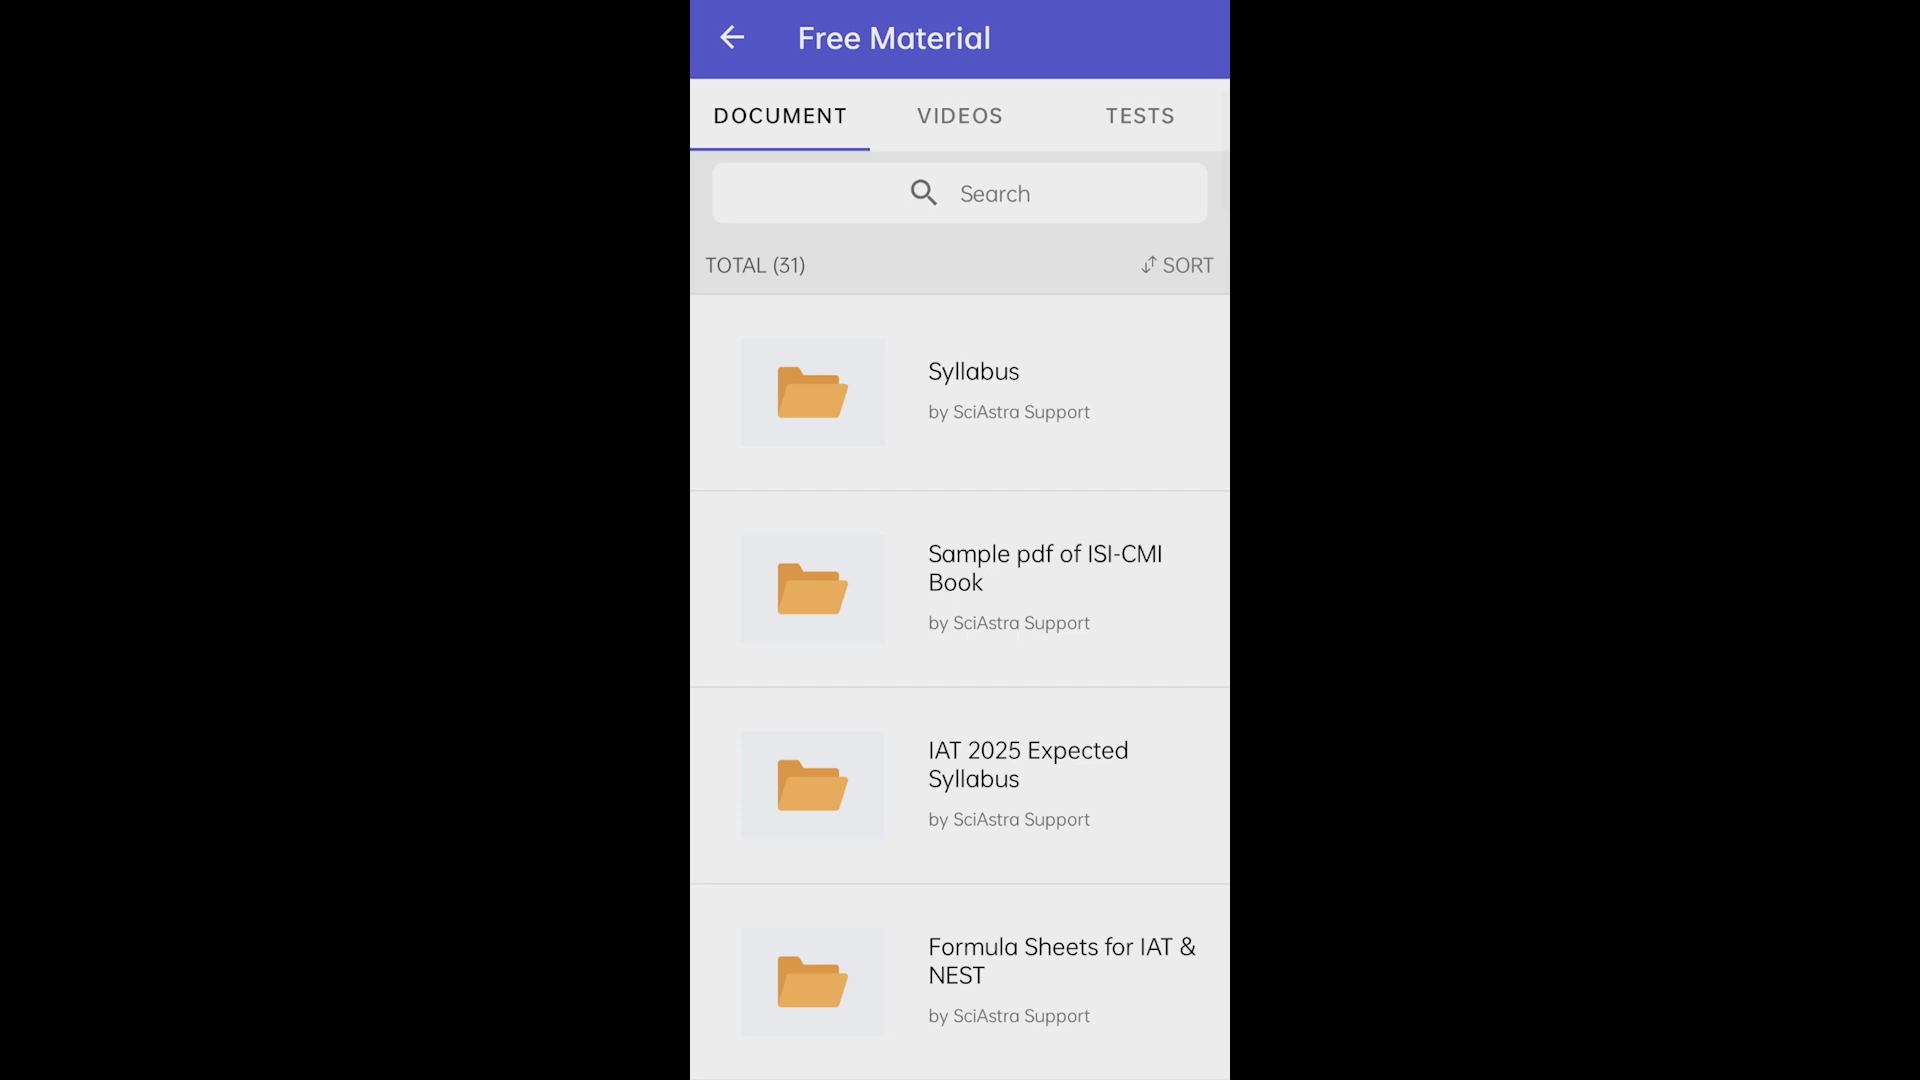 Free Material
DOCUMENT
VIDEOS
TESTS
Search
TOTAL (31)
SORT
Syllabus
by SciAstra Support
Sample pdf of ISI-CMI
Book
by SciAstra Support
IAT 2025 Expected
Syllabus
by SciAstra Support
Formula Sheets for IAT &
NEST
by SciAstra Support